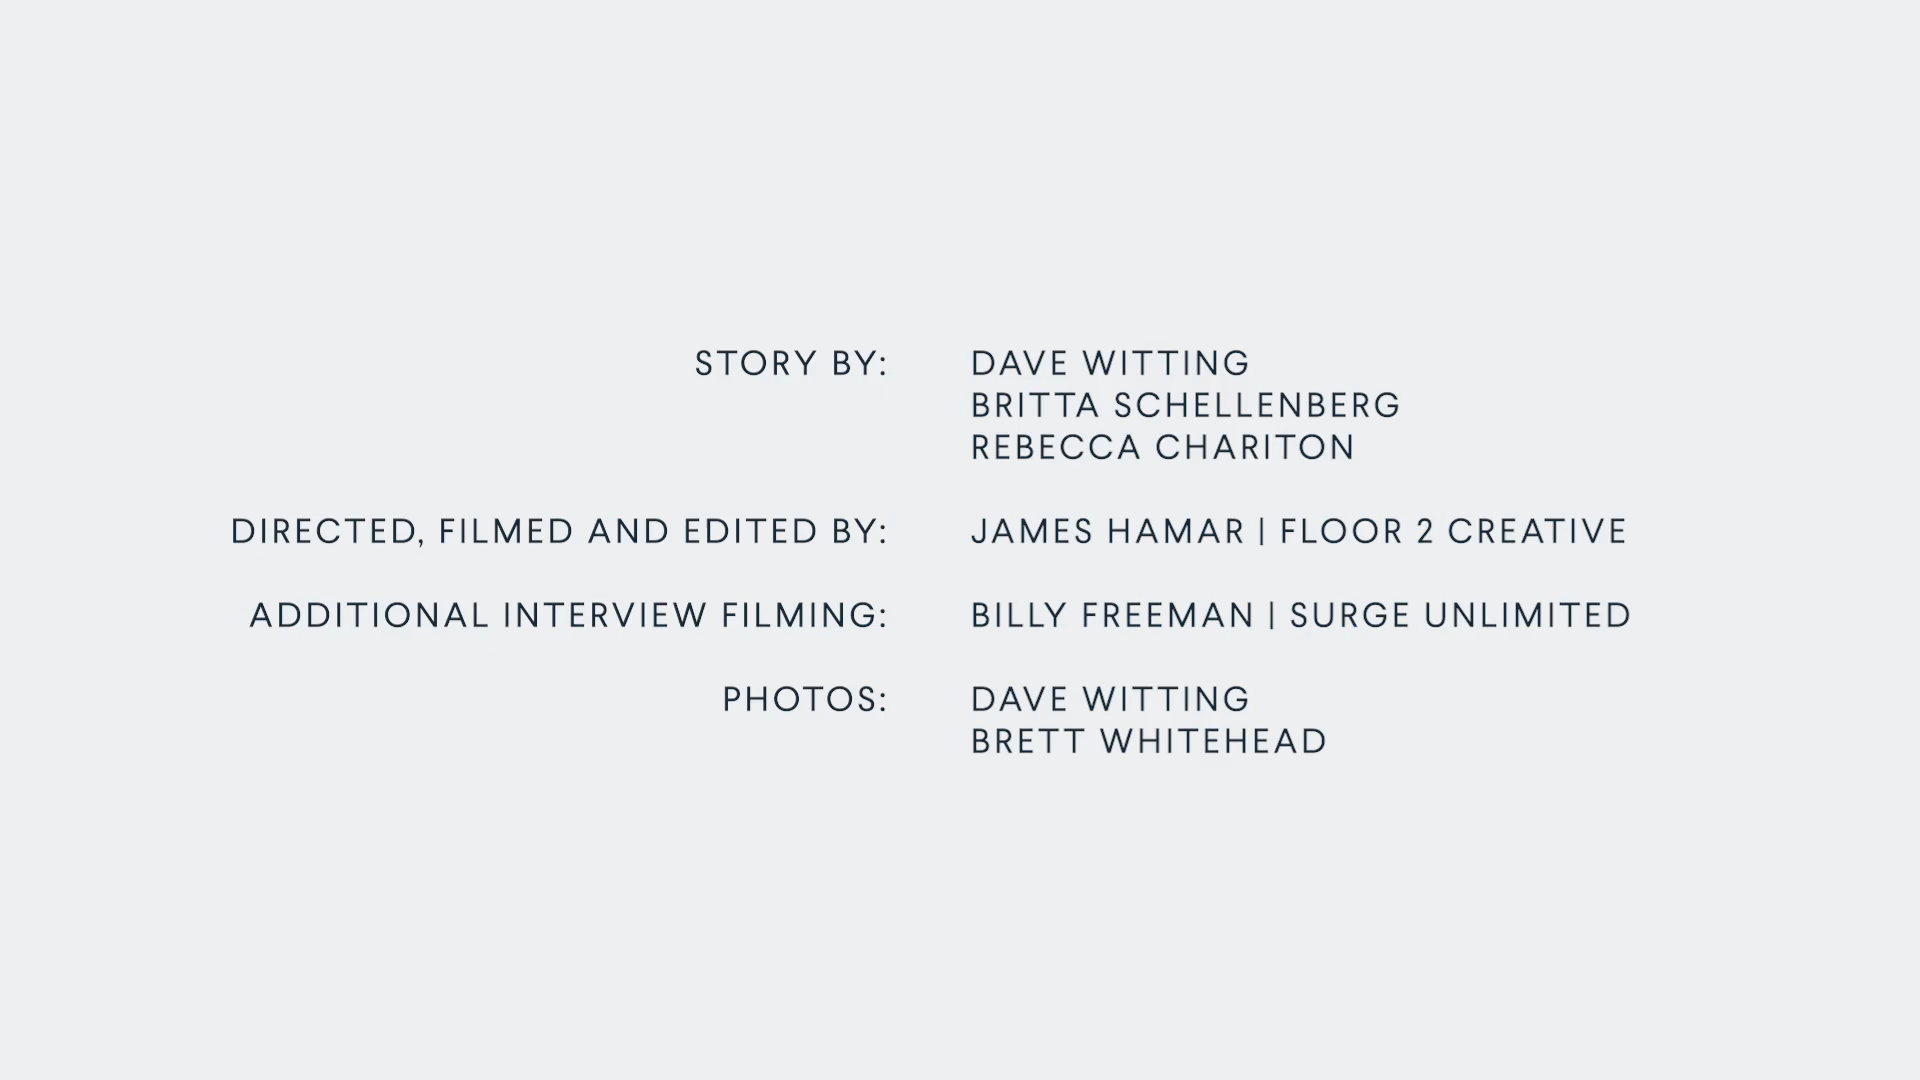 STORY BY: DAVE WITTING
BRITTA SCHELLENBERG
REBECCA CHARITON
DIRECTED, FILMED AND EDITED BY: JAMES HAMAR | FLOOR 2 CREATIVE
ADDITIONAL INTERVIEW FILMING: BILLY FREEMAN | SURGE UNLIMITED
PHOTOS: DAVE WITTING
BRETT WHITEHEAD